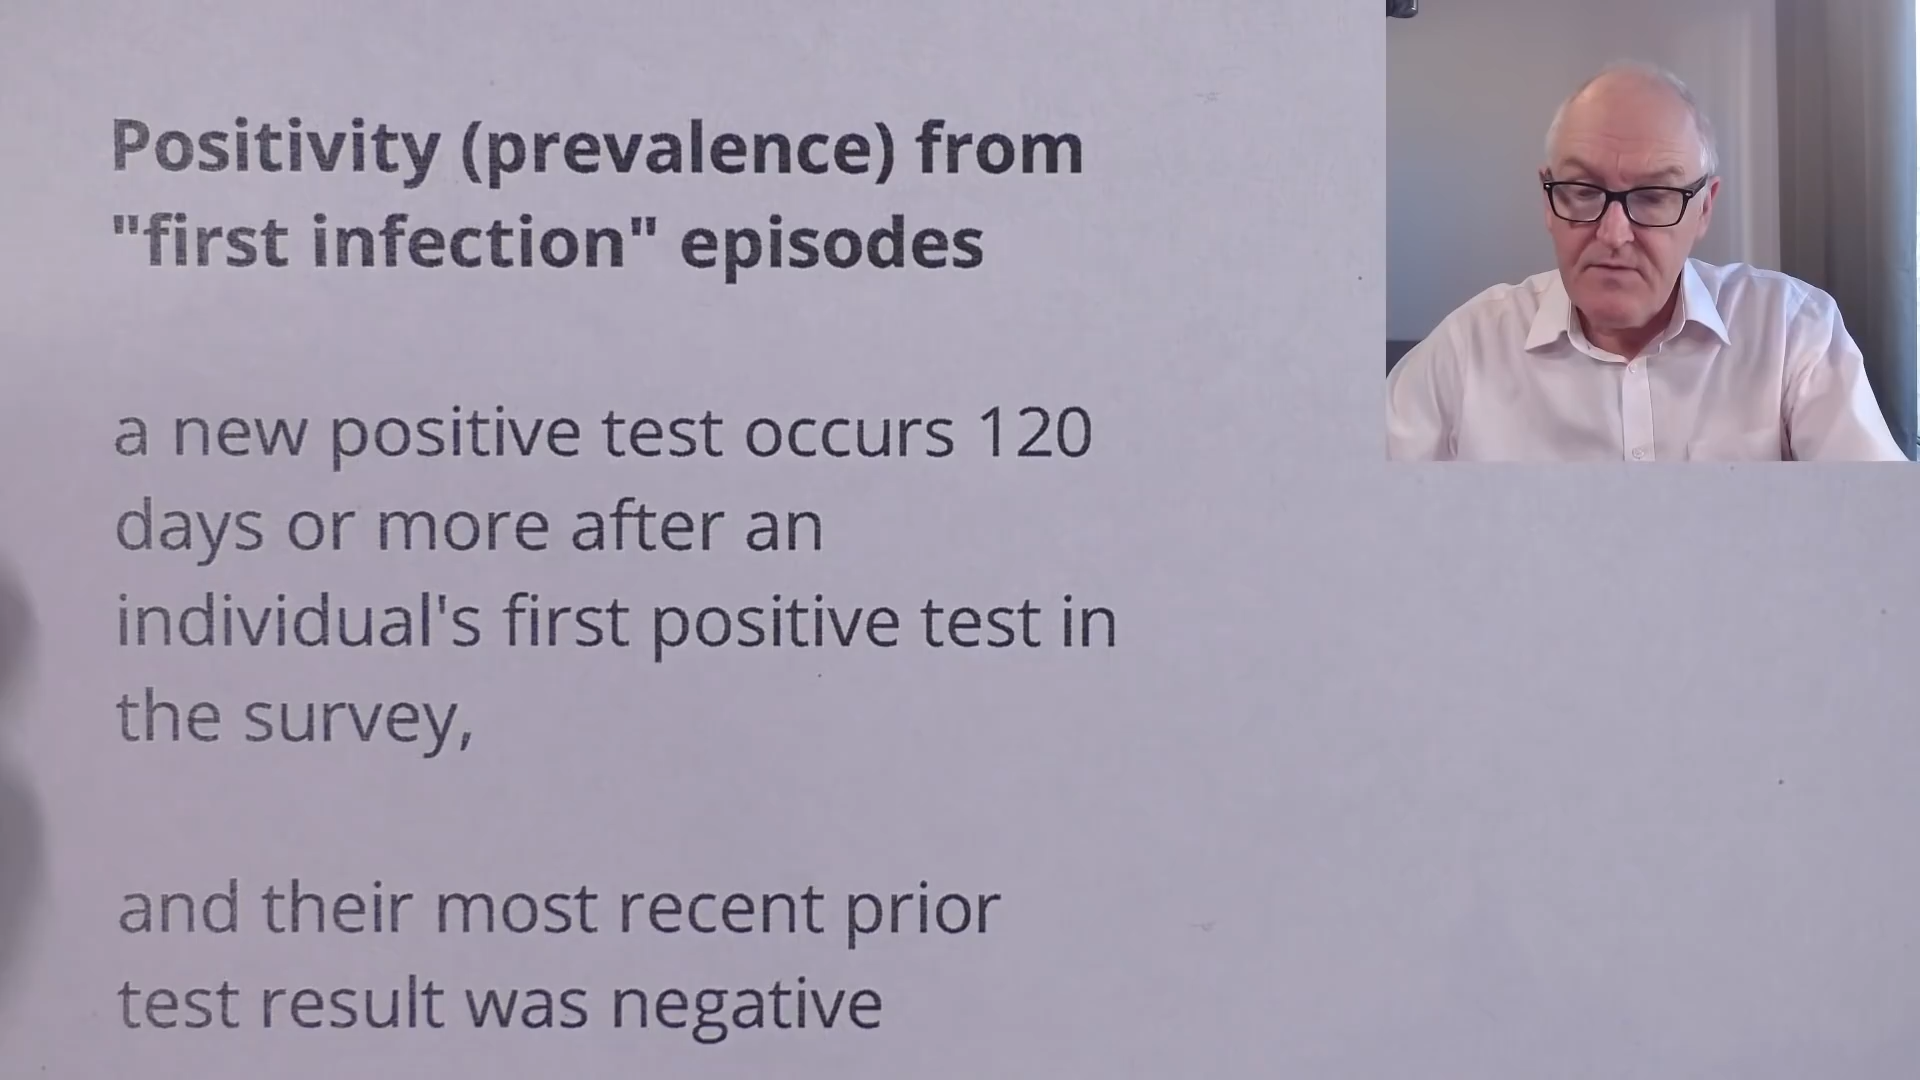 Positivity (prevalence) from
"first infection" episodes
a new positive test occurs 120
days or more after an
individual's first positive test in
the survey,
and their most recent prior
test result was negative